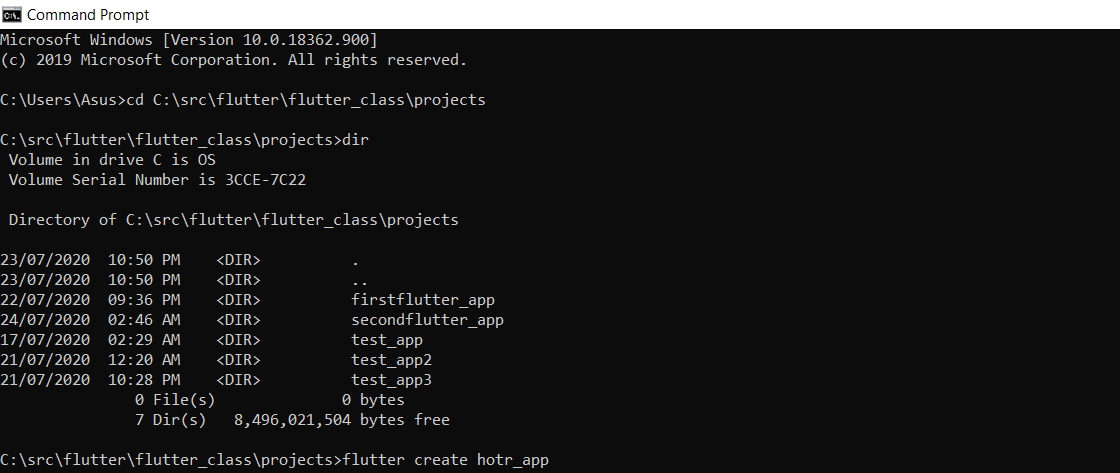 Command Prompt
Microsoft Windows [Version 10.0.18362.900]
(c) 2019 Microsoft Corporation. All rights reserved.
C:\Users\Asus>cd C:\src\flutter\flutter_class\projects
C:\src\flutter\flutter_class\projects>dir
 Volume in drive C is OS
 Volume Serial Number is 3CCE-7C22
 Directory of C:\src\flutter\flutter_class\projects
23/07/2020  10:50 PM    <DIR>          .
23/07/2020  10:50 PM    <DIR>          ..
22/07/2020  09:36 PM    <DIR>          firstflutter_app
24/07/2020  02:46 AM    <DIR>          secondflutter_app
17/07/2020  02:29 AM    <DIR>          test_app
21/07/2020  12:20 AM    <DIR>          test_app2
21/07/2020  10:28 PM    <DIR>          test_app3
               0 File(s)              0 bytes
               7 Dir(s)   8,496,021,504 bytes free
C:\src\flutter\flutter_class\projects>flutter create hotr_app